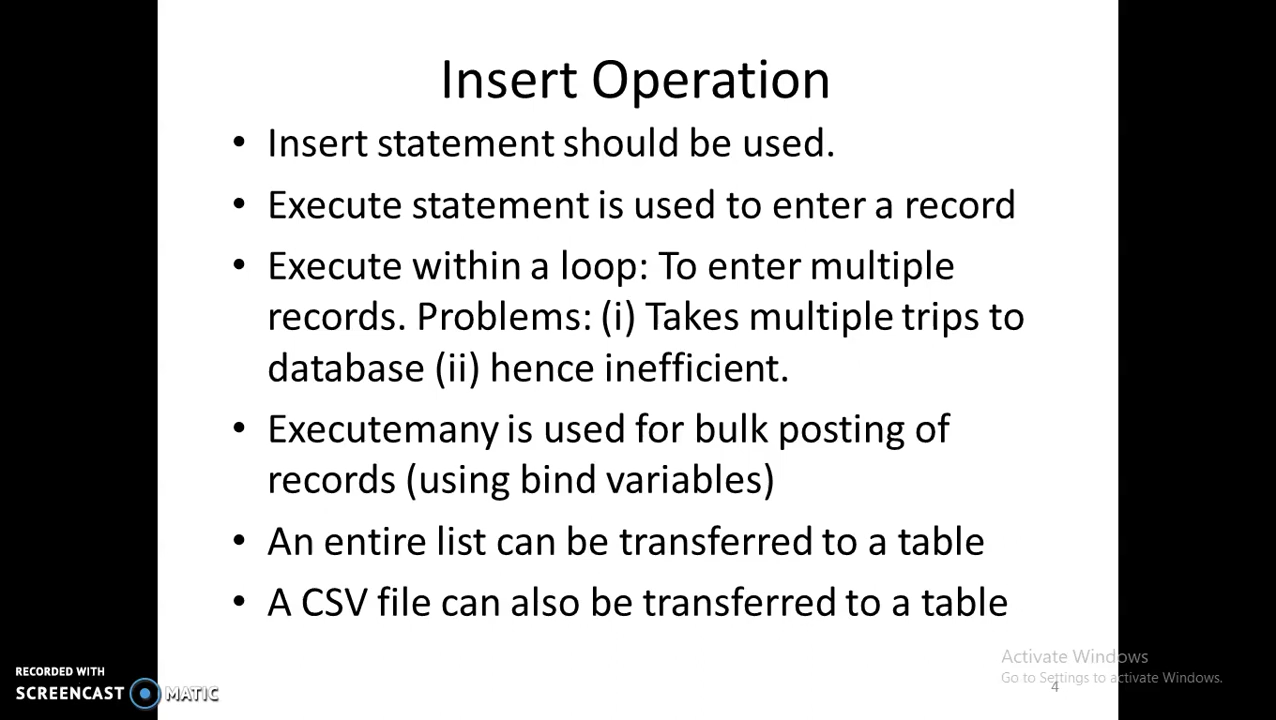 Insert Operation
• Insert statement should be used.
• Execute statement is used to enter a record
• Execute within a loop: To enter multiple
records. Problems: (i) Takes multiple trips to
database (ii) hence inefficient.
• Executemany is used for bulk posting of
records (using bind variables)
• An entire list can be transferred to a table
• A CSV file can also be transferred to a table
Activate Windows
Go to Settings to activate Windows.
4
RECORDED WITH
SCREENCAST MATIC